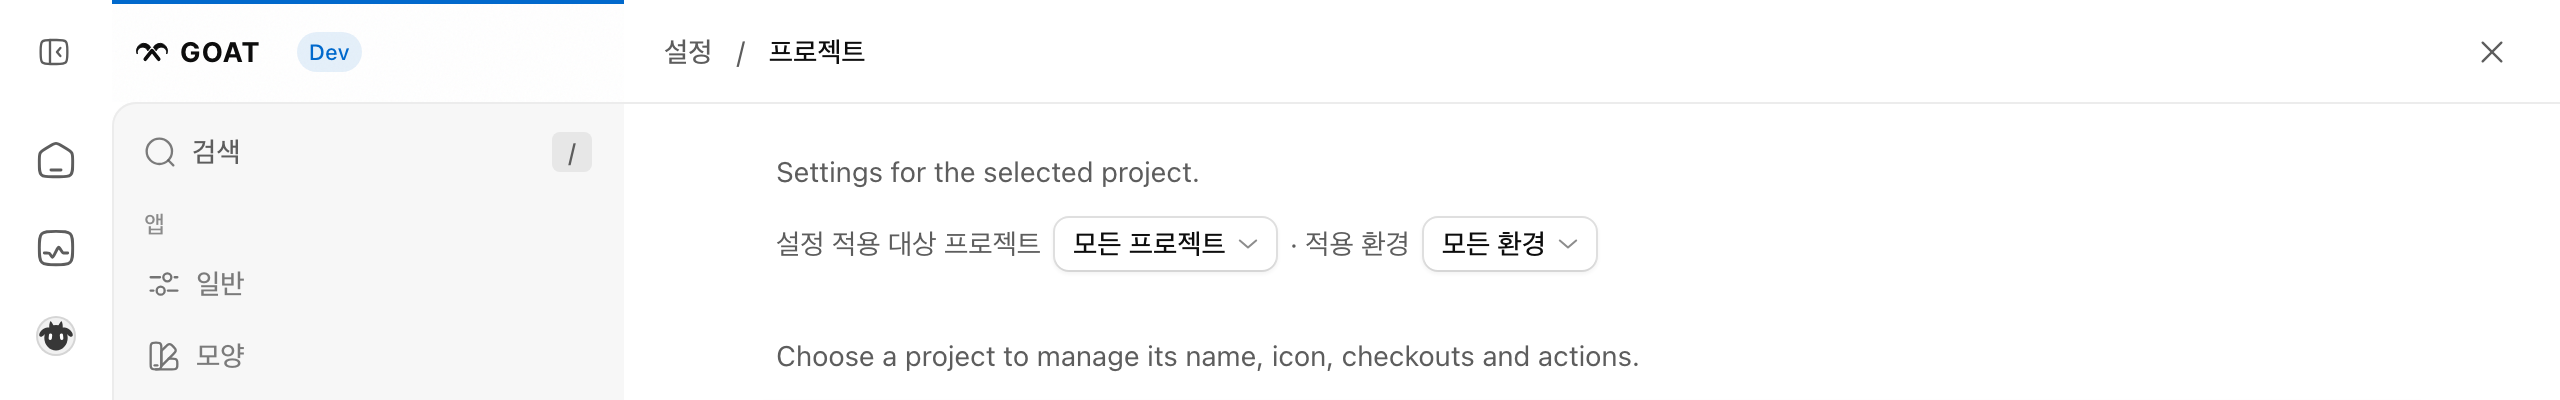 GOAT Dev
설정 / 프로젝트
검색 /
앱
일반
모양
Settings for the selected project.
설정 적용 대상 프로젝트 모든 프로젝트 · 적용 환경 모든 환경
Choose a project to manage its name, icon, checkouts and actions.